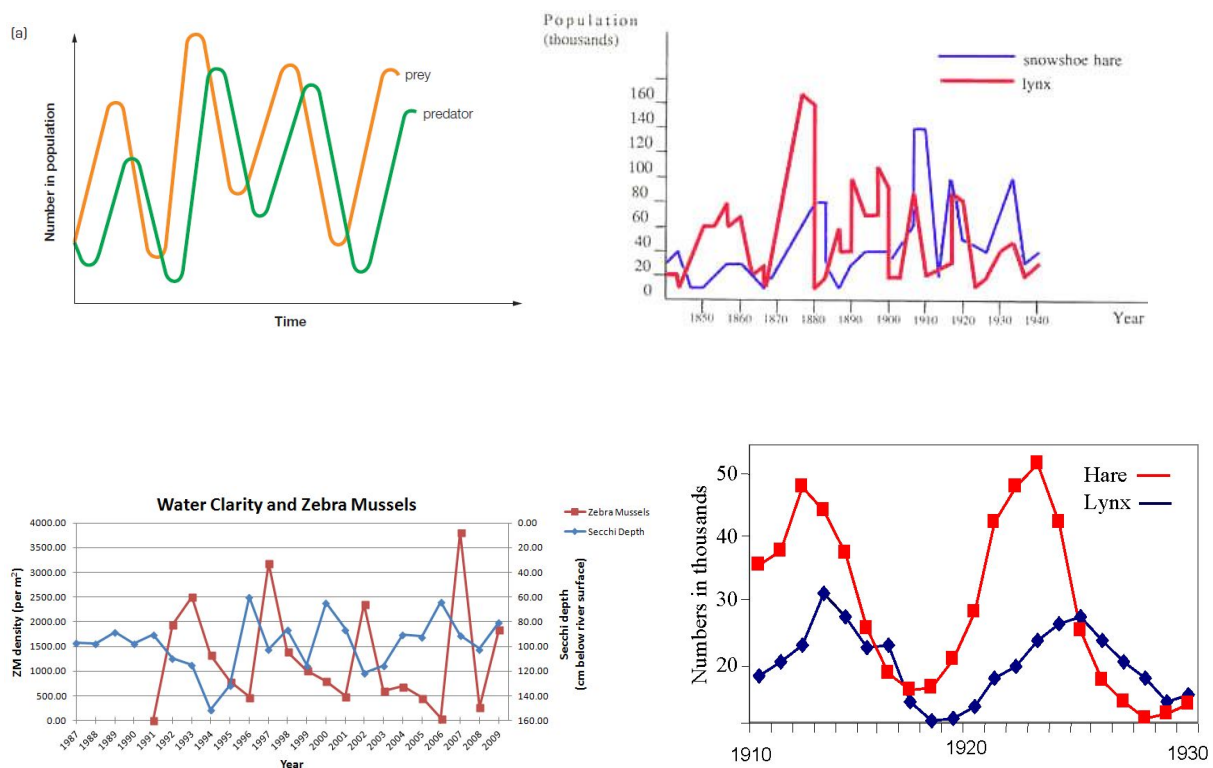 (a)
Number in population
prey
predator
Time
Population
(thousands)
snowshoe hare
lynx
160
140
120
100
80
60
40
20
0
1850 1860 1870 1880 1890 1900 1910 1920 1930 1940
Year
Water Clarity and Zebra Mussels
Zebra Mussels
Secchi Depth
ZM density (per m²)
4000.00
3500.00
3000.00
2500.00
2000.00
1500.00
1000.00
500.00
0.00
0.00
20.00
40.00
60.00
80.00
100.00
120.00
140.00
160.00
Secchi depth
(cm below river surface)
1987 1988 1989 1990 1991 1992 1993 1994 1995 1996 1997 1998 1999 2000 2001 2002 2003 2004 2005 2006 2007 2008 2009
Year
Numbers in thousands
50
40
30
20
Hare
Lynx
1910 1920 1930